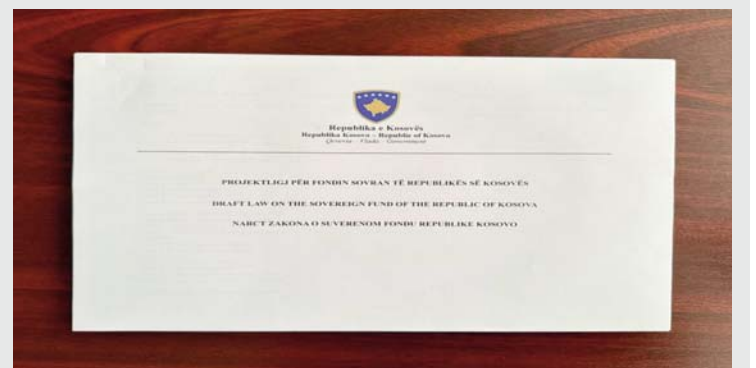 Republika e Kosovës
Republika Kosova - Republic of Kosova
Qeveria - Vlada - Government
PROJEKTLIGJ PËR FONDIN SOVRAN TË REPUBLIKËS SË KOSOVËS
DRAFT LAW ON THE SOVEREIGN FUND OF THE REPUBLIC OF KOSOVA
NARCT ZAKONA O SUVERENOM FONDU REPUBLIKE KOSOVO